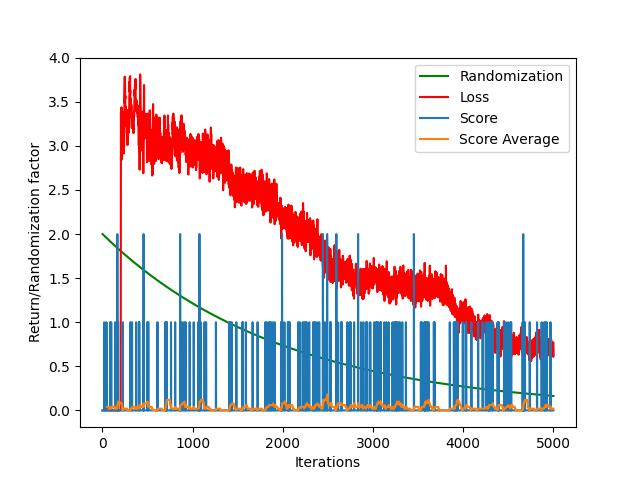 4.0
3.5
3.0
2.5
2.0
1.5
1.0
0.5
0.0
Return/Randomization factor
Randomization
Loss
Score
Score Average
0 1000 2000 3000 4000 5000
Iterations